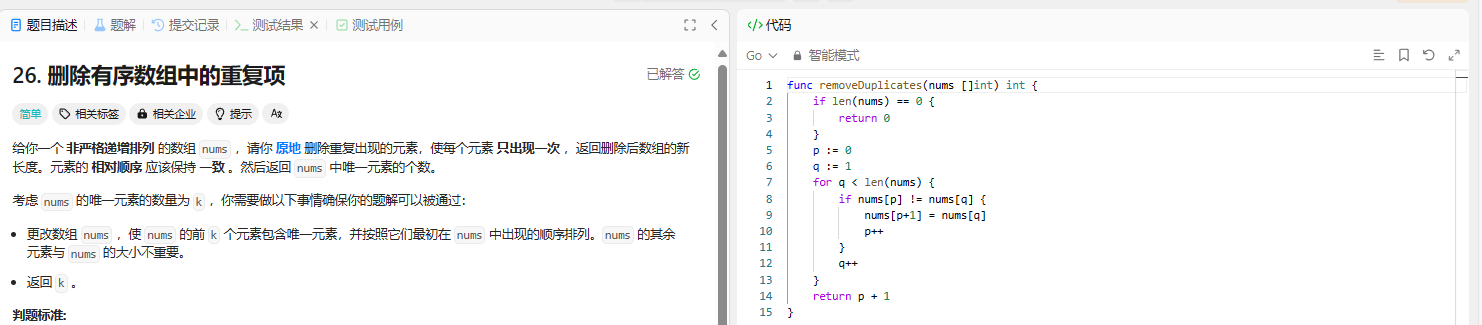 题目描述 题解 提交记录 测试结果 × 测试用例
26. 删除有序数组中的重复项
已解答
简单 相关标签 相关企业 提示
给你一个 非严格递增排列 的数组 nums ，请你 原地 删除重复出现的元素，使每个元素 只出现一次 ，返回删除后数组的新
长度。元素的 相对顺序 应该保持 一致 。然后返回 nums 中唯一元素的个数。
考虑 nums 的唯一元素的数量为 k ，你需要做以下事情确保你的题解可以被通过：
更改数组 nums ，使 nums 的前 k 个元素包含唯一元素，并按照它们最初在 nums 中出现的顺序排列。nums 的其余
元素与 nums 的大小不重要。
返回 k 。
判题标准:
</> 代码
Go 智能模式
1 func removeDuplicates(nums []int) int {
2 if len(nums) == 0 {
3 return 0
4 }
5 p := 0
6 q := 1
7 for q < len(nums) {
8 if nums[p] != nums[q] {
9 nums[p+1] = nums[q]
10 p++
11 }
12 q++
13 }
14 return p + 1
15 }